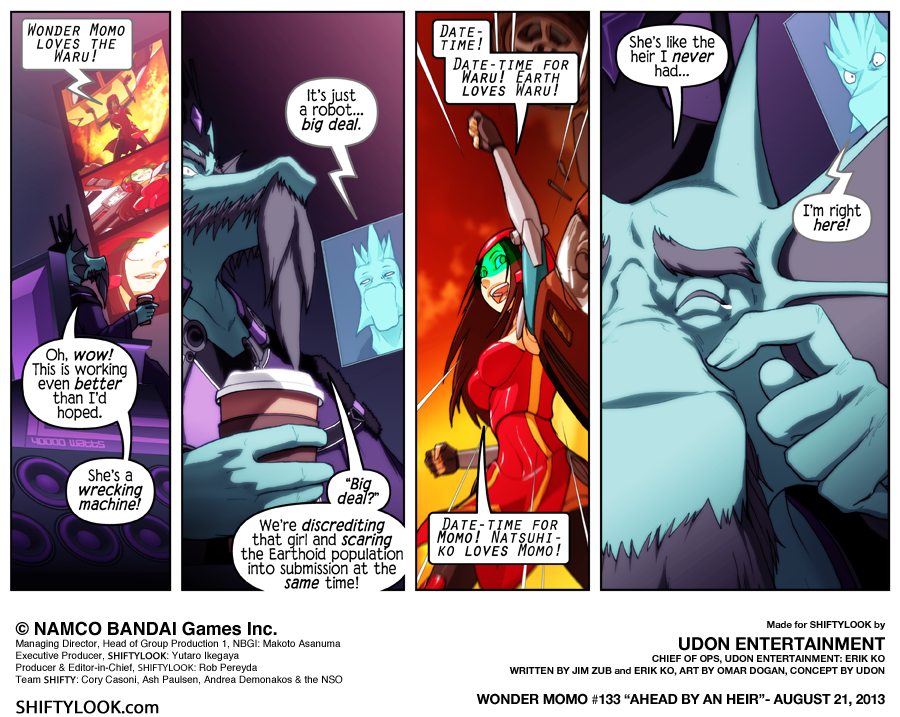 WONDER MOMO
LOVES THE
WARU!
Oh, wow!
This is working
even better
than I'd
hoped.
40000 watts
She's a
wrecking
machine!
It's just
a robot...
big deal.
"Big
deal?"
We're discrediting
that girl and scaring
the Earthoid population
into submission at the
same time!
DATE-
TIME!
DATE-TIME FOR
WARU! EARTH
LOVES WARU!
DATE-TIME FOR
MOMO! NATSUHI-
KO LOVES MOMO!
She's like the
heir I never
had...
I'm right
here!
© NAMCO BANDAI Games Inc.
Managing Director, Head of Group Production 1, NBGI: Makoto Asanuma
Executive Producer, SHIFTYLOOK: Yutaro Ikegaya
Producer & Editor-in-Chief, SHIFTYLOOK: Rob Pereyda
Team SHIFTY: Cory Casoni, Ash Paulsen, Andrea Demonakos & the NSO
SHIFTYLOOK.com
Made for SHIFTYLOOK by
UDON ENTERTAINMENT
CHIEF OF OPS, UDON ENTERTAINMENT: ERIK KO
WRITTEN BY JIM ZUB and ERIK KO, ART BY OMAR DOGAN, CONCEPT BY UDON
WONDER MOMO #133 "AHEAD BY AN HEIR"- AUGUST 21, 2013